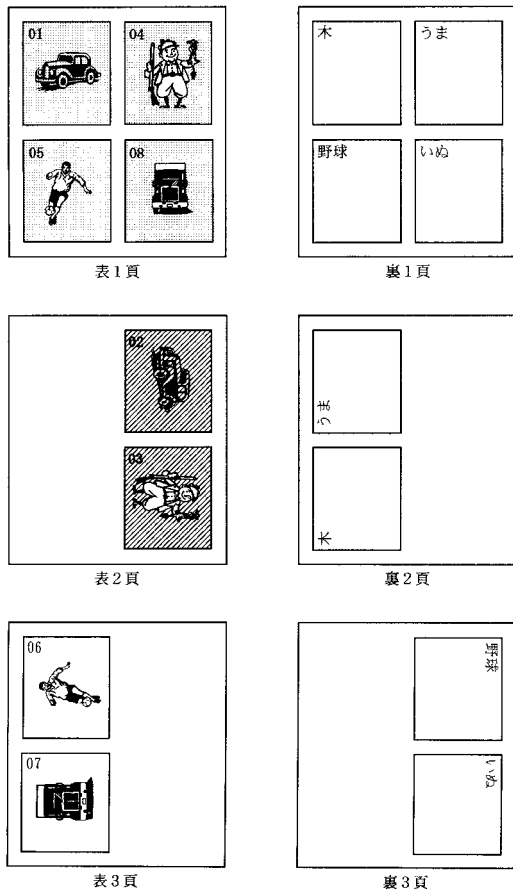 01
04
木
うま
05
08
野球
いぬ
表1頁
裏1頁
02
03
うま
木
表2頁
裏2頁
06
07
野球
いぬ
表3頁
裏3頁